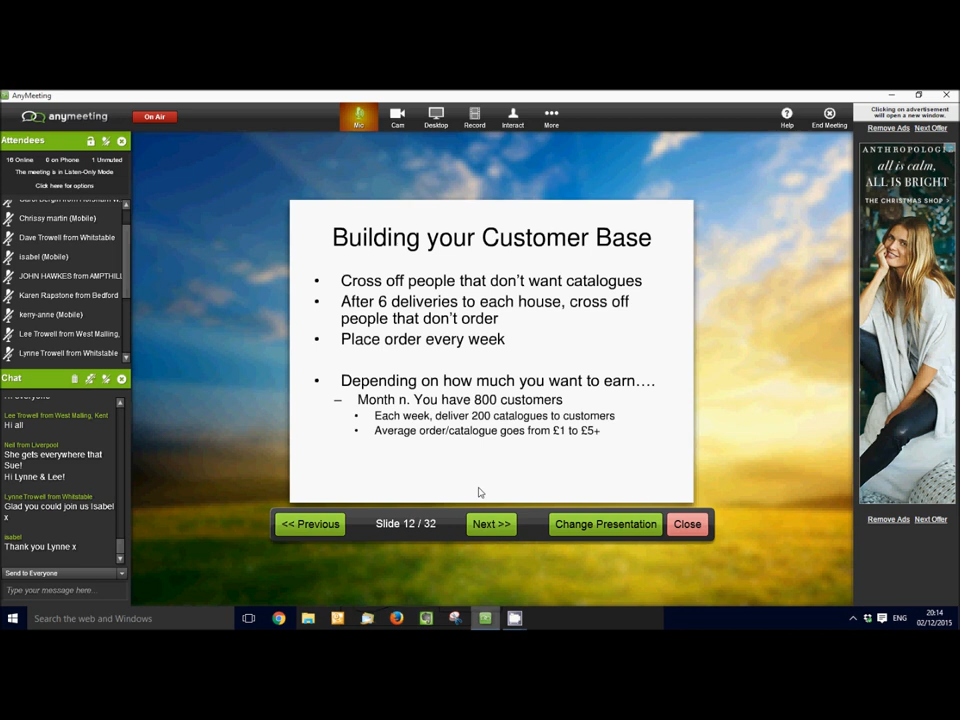 AnyMeeting
anymeeting
On Air
Mic
Cam
Desktop
Record
Interact
More
Help
End Meeting
Clicking on advertisement
will open a new window.
Remove Ads Next Offer
Attendees
16 Online 0 on Phone 1 Unmuted
The meeting is in Listen-Only Mode
Click here for options
Chrissy martin (Mobile)
Dave Trowell from Whitstable
isabel (Mobile)
JOHN HAWKES from AMPTHILL
Karen Rapstone from Bedford
kerry-anne (Mobile)
Lee Trowell from West Malling,
Lynne Trowell from Whitstable
Chat
Hi everyone
Lee Trowell from West Malling, Kent
Hi all
Neil from Liverpool
She gets everywhere that
Sue!
Hi Lynne & Lee!
Lynne Trowell from Whitstable
Glad you could join us Isabel
x
isabel
Thank you Lynne x
Send to Everyone
Type your message here...
Building your Customer Base
• Cross off people that don't want catalogues
• After 6 deliveries to each house, cross off
people that don't order
• Place order every week
• Depending on how much you want to earn….
– Month n. You have 800 customers
• Each week, deliver 200 catalogues to customers
• Average order/catalogue goes from £1 to £5+
<< Previous
Slide 12 / 32
Next >>
Change Presentation
Close
ANTHROPOLOGIE
all is calm,
ALL IS BRIGHT
THE CHRISTMAS SHOP >
Remove Ads Next Offer
Search the web and Windows
ENG
20:14
02/12/2015